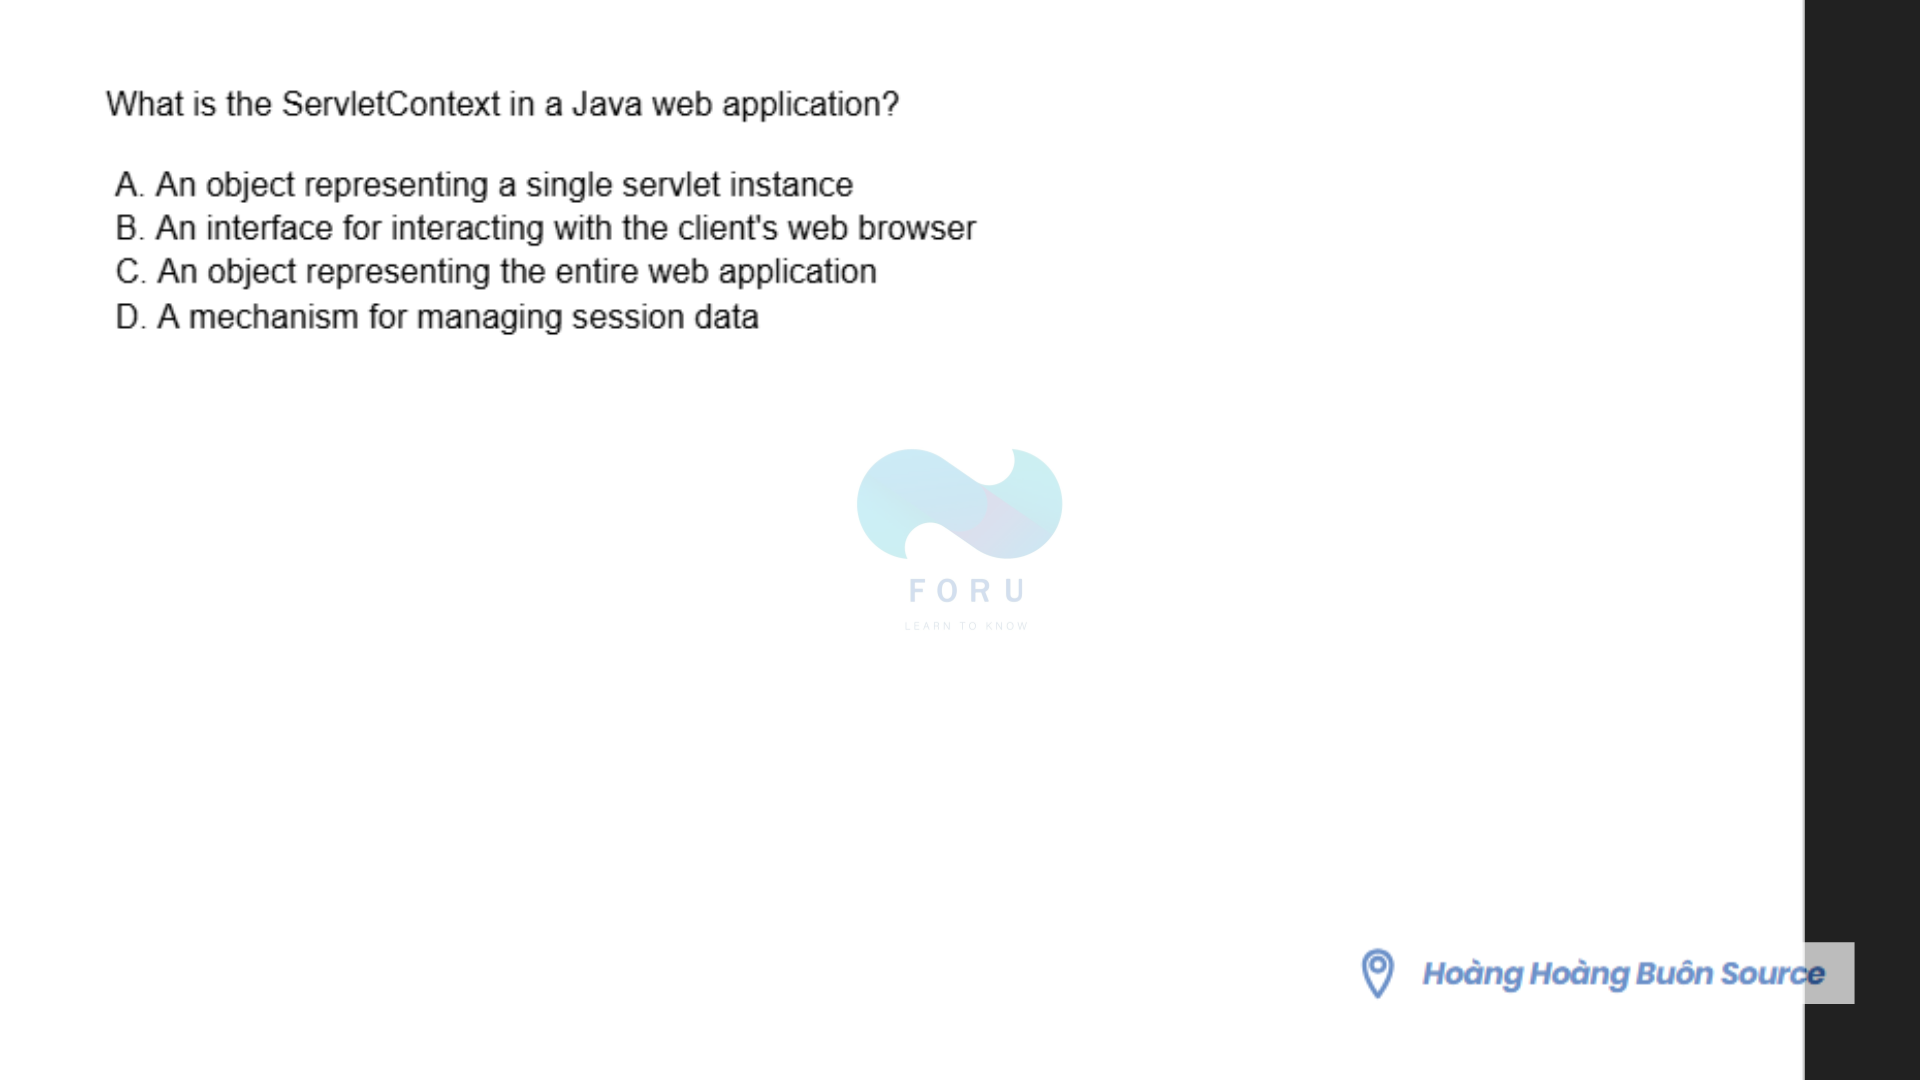 What is the ServletContext in a Java web application?
A. An object representing a single servlet instance
B. An interface for interacting with the client's web browser
C. An object representing the entire web application
D. A mechanism for managing session data
FORU
LEARN TO KNOW
Hoàng Hoàng Buôn Source